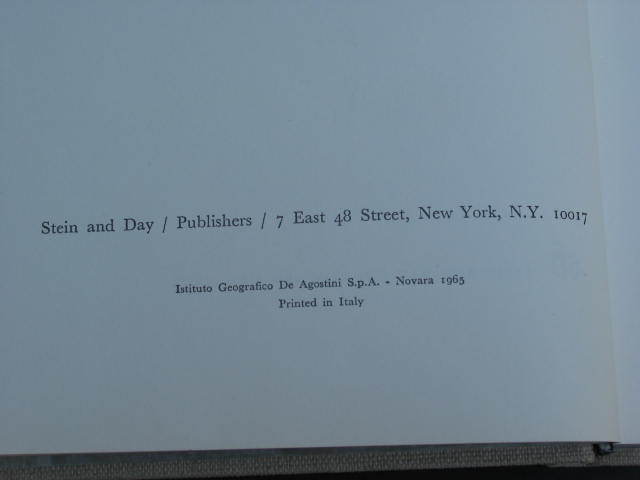 Stein and Day / Publishers / 7 East 48 Street, New York, N.Y. 10017
Istituto Geografico De Agostini S.p.A. - Novara 1965
Printed in Italy